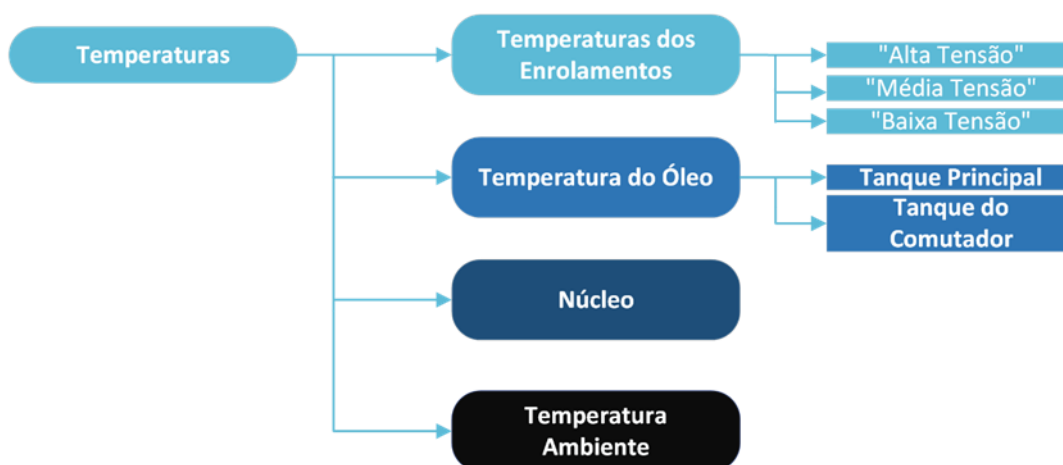 Temperaturas
Temperaturas dos
Enrolamentos
"Alta Tensão"
"Média Tensão"
"Baixa Tensão"
Temperatura do Óleo
Tanque Principal
Tanque do
Comutador
Núcleo
Temperatura
Ambiente